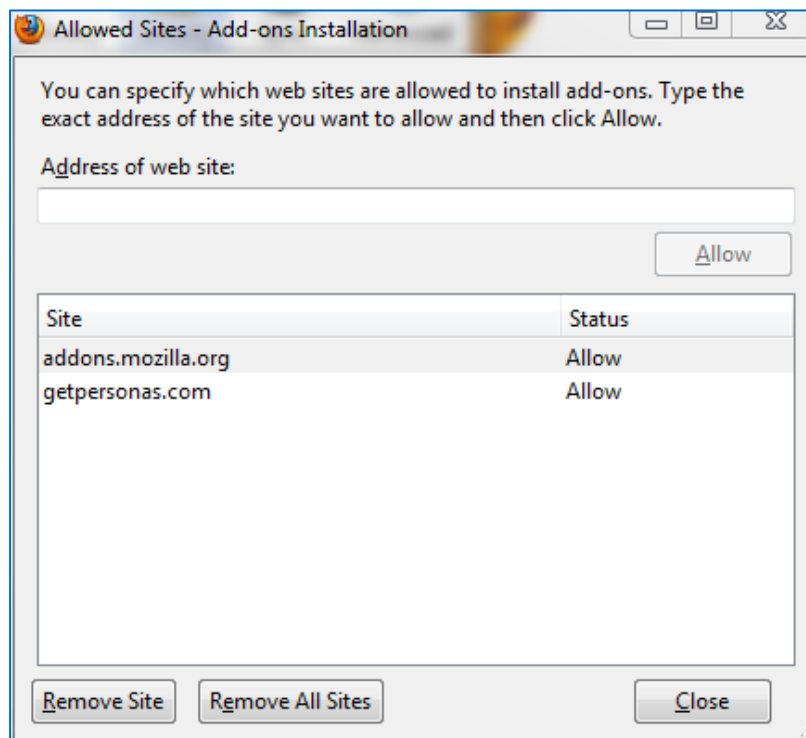 Allowed Sites - Add-ons Installation
You can specify which web sites are allowed to install add-ons. Type the
exact address of the site you want to allow and then click Allow.
Address of web site:
Allow
Site Status
addons.mozilla.org Allow
getpersonas.com Allow
Remove Site Remove All Sites Close